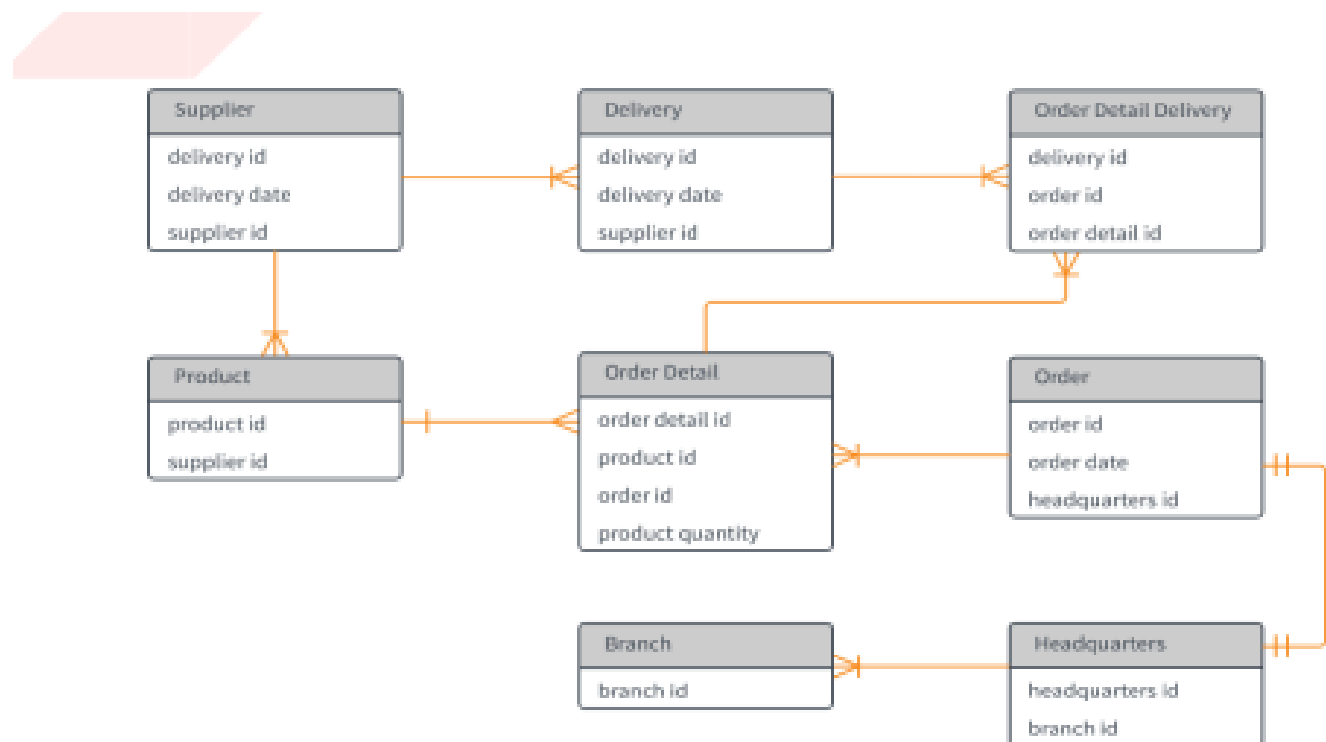 Supplier
delivery id
delivery date
supplier id
Delivery
delivery id
delivery date
supplier id
Order Detail Delivery
delivery id
order id
order detail id
Product
product id
supplier id
Order Detail
order detail id
product id
order id
product quantity
Order
order id
order date
headquarters id
Branch
branch id
Headquarters
headquarters id
branch id